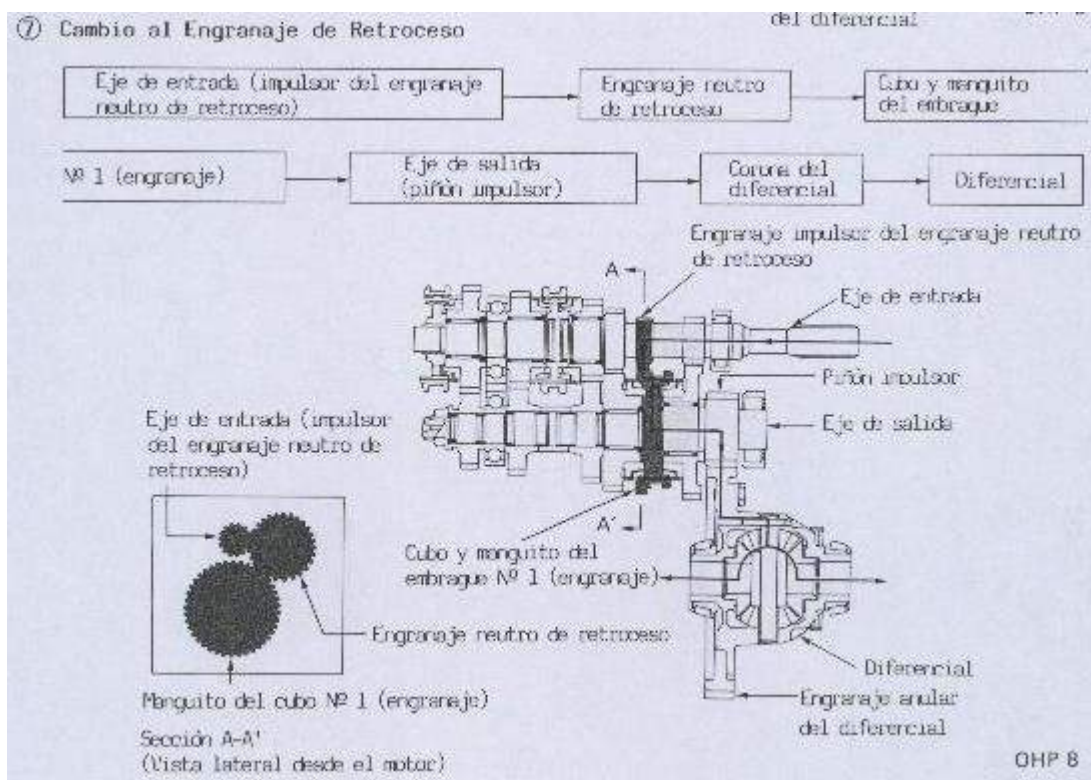 del diferencial
⑦ Cambio al Engranaje de Retroceso
Eje de entrada (impulsor del engranaje
neutro de retroceso)
Engranaje neutro
de retroceso
Cubo y manguito
del embrague
Nº 1 (engranaje)
Eje de salida
(piñón impulsor)
Corona del
diferencial
Diferencial
Engranaje impulsor del engranaje neutro
de retroceso
A
Eje de entrada
Piñón impulsor
Eje de salida
Eje de entrada (impulsor
del engranaje neutro de
retroceso)
A'
Cubo y manguito del
embrague Nº 1 (engranaje)
Engranaje neutro de retroceso
Diferencial
Manguito del cubo Nº 1 (engranaje)
Engranaje anular
del diferencial
Sección A-A'
(Vista lateral desde el motor)
OHP 8